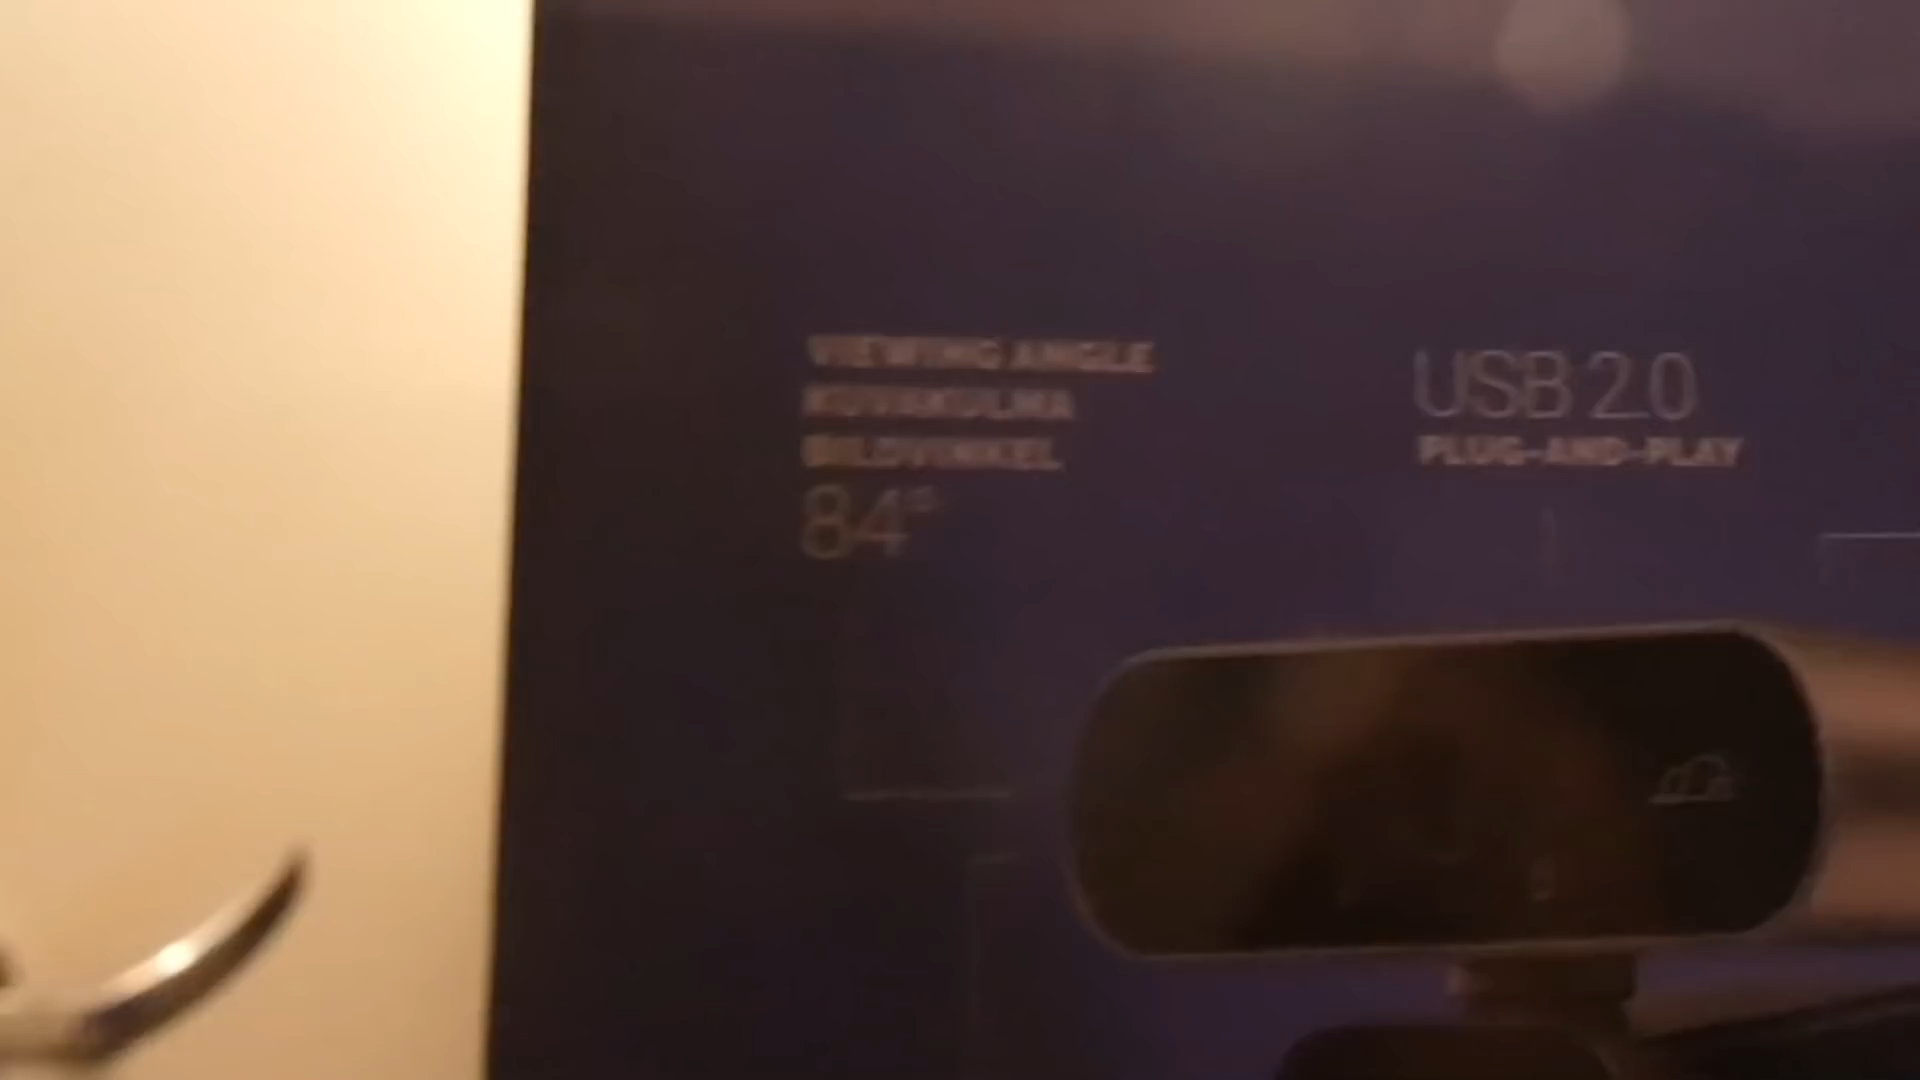 VIEWING ANGLE
KUVAKULMA
BILDVINKEL
84°
USB 2.0
PLUG-AND-PLAY